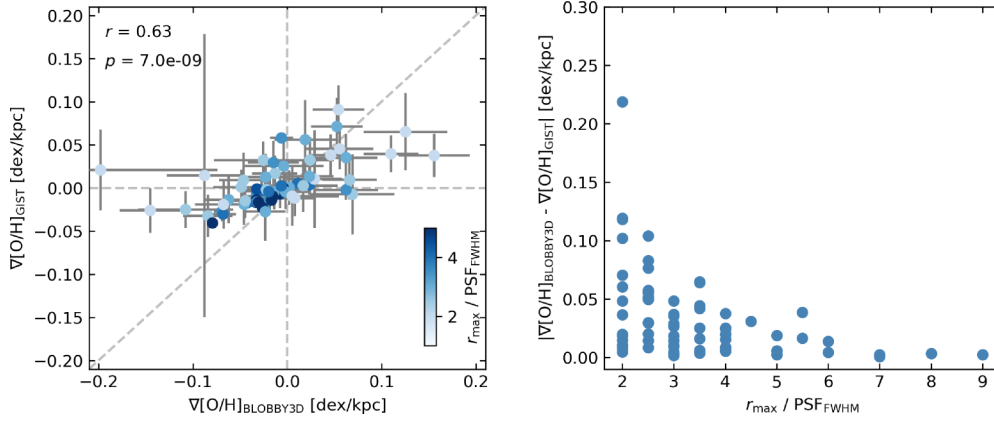 0.20
0.15
0.10
0.05
0.00
−0.05
−0.10
−0.15
−0.20
∇[O/H]GIST [dex/kpc]
r = 0.63
p = 7.0e-09
4
2
rmax / PSFFWHM
−0.2 −0.1 0.0 0.1 0.2
∇[O/H]BLOBBY3D [dex/kpc]
0.30
0.25
0.20
0.15
0.10
0.05
0.00
|∇[O/H]BLOBBY3D - ∇[O/H]GIST| [dex/kpc]
2 3 4 5 6 7 8 9
rmax / PSFFWHM